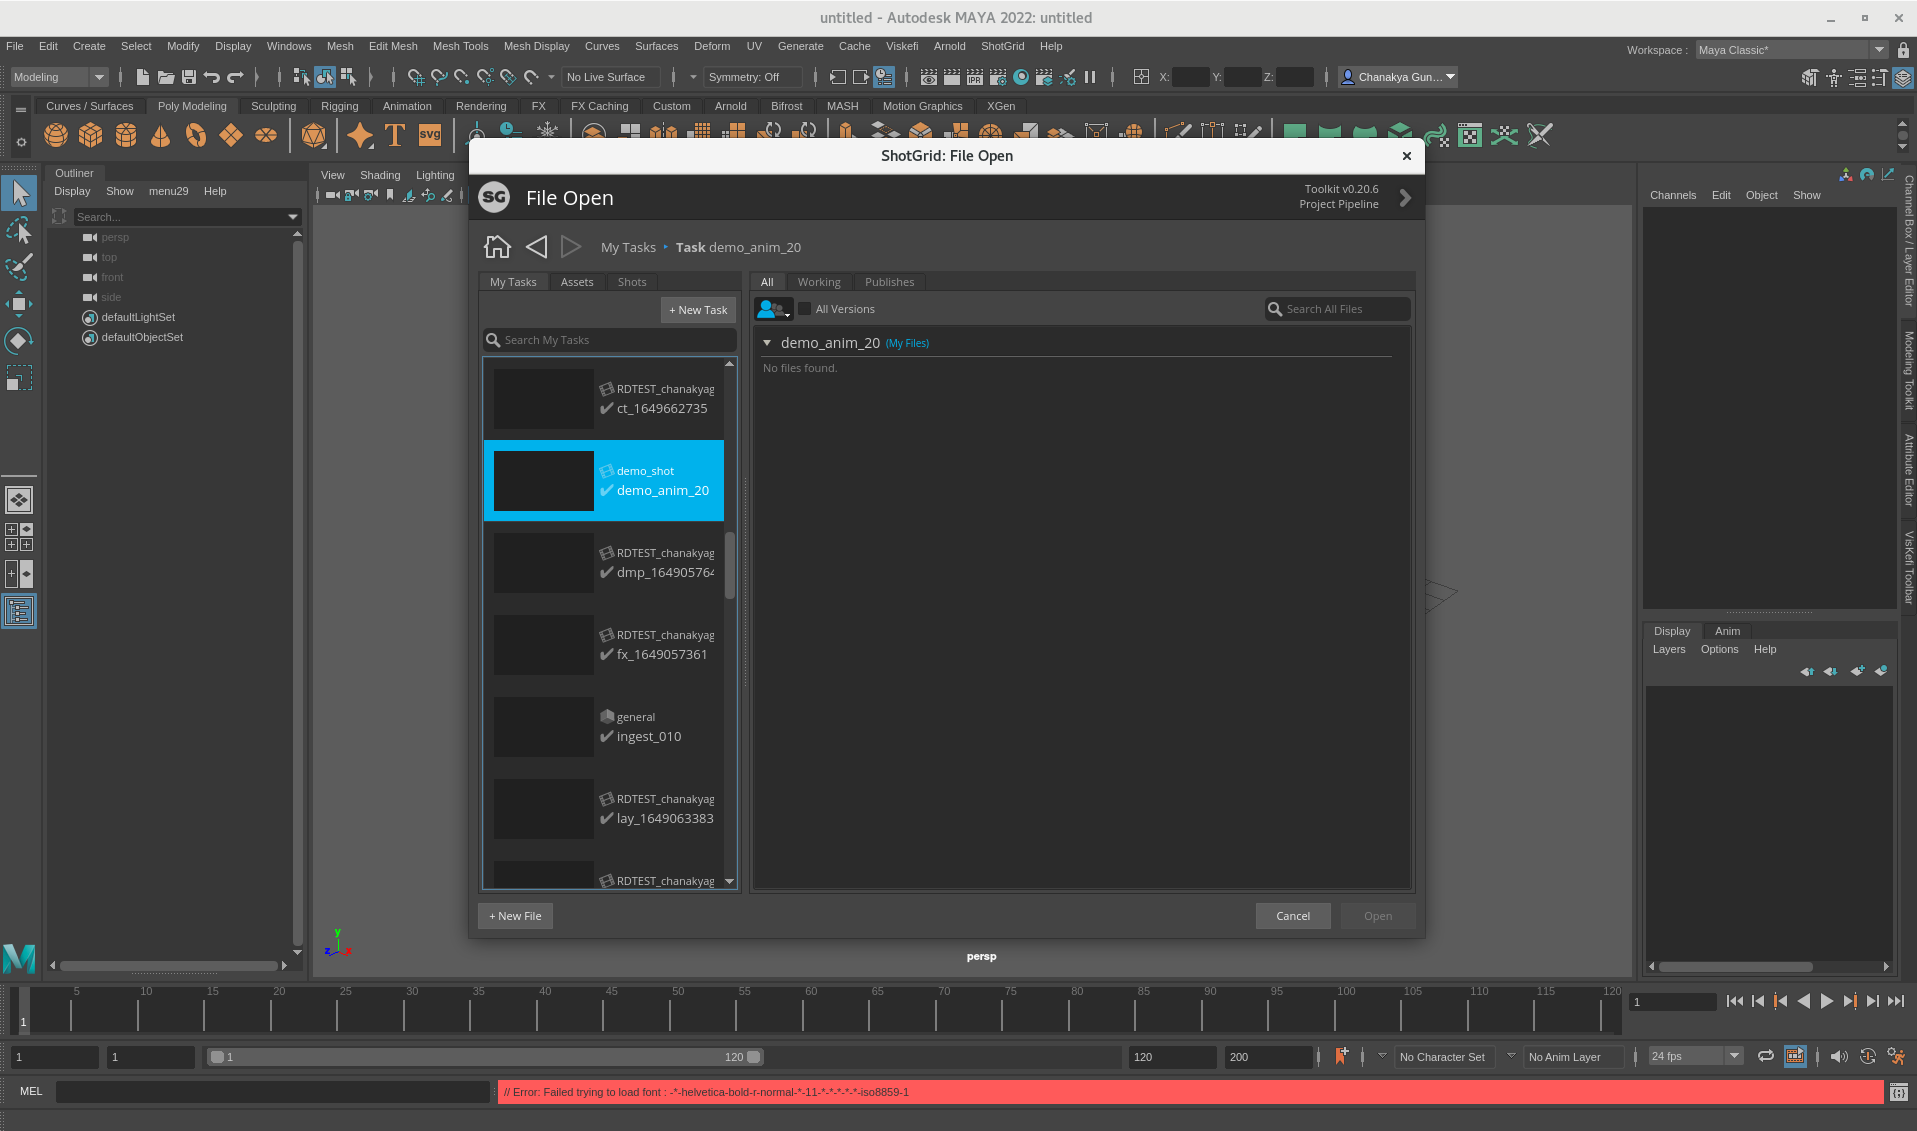 untitled - Autodesk MAYA 2022: untitled
File Edit Create Select Modify Display Windows Mesh Edit Mesh Mesh Tools Mesh Display Curves Surfaces Deform UV Generate Cache Viskefi Arnold ShotGrid Help
Workspace : Maya Classic*
Modeling No Live Surface Symmetry: Off X: Y: Z: Chanakya Gun...
Curves / Surfaces Poly Modeling Sculpting Rigging Animation Rendering FX FX Caching Custom Arnold Bifrost MASH Motion Graphics XGen
T svg
ShotGrid: File Open
Outliner
Display Show menu29 Help
Search...
persp
top
front
side
defaultLightSet
defaultObjectSet
View Shading Lighting
SG File Open
Toolkit v0.20.6
Project Pipeline
My Tasks Task demo_anim_20
My Tasks Assets Shots
+ New Task
Search My Tasks
RDTEST_chanakyag
ct_1649662735
demo_shot
demo_anim_20
RDTEST_chanakyag
dmp_164905764
RDTEST_chanakyag
fx_1649057361
general
ingest_010
RDTEST_chanakyag
lay_1649063383
RDTEST_chanakyag
All Working Publishes
All Versions
Search All Files
demo_anim_20 (My Files)
No files found.
+ New File Cancel Open
Channels Edit Object Show
Channel Box / Layer Editor
Modeling Toolkit
Attribute Editor
VisKefi Toolbar
Display Anim
Layers Options Help
y
z x
persp
5 10 15 20 25 30 35 40 45 50 55 60 65 70 75 80 85 90 95 100 105 110 115 120
1
1
1 1 1 120 120 200 No Character Set No Anim Layer 24 fps
MEL // Error: Failed trying to load font : -*-helvetica-bold-r-normal-*-11-*-*-*-*-*-iso8859-1